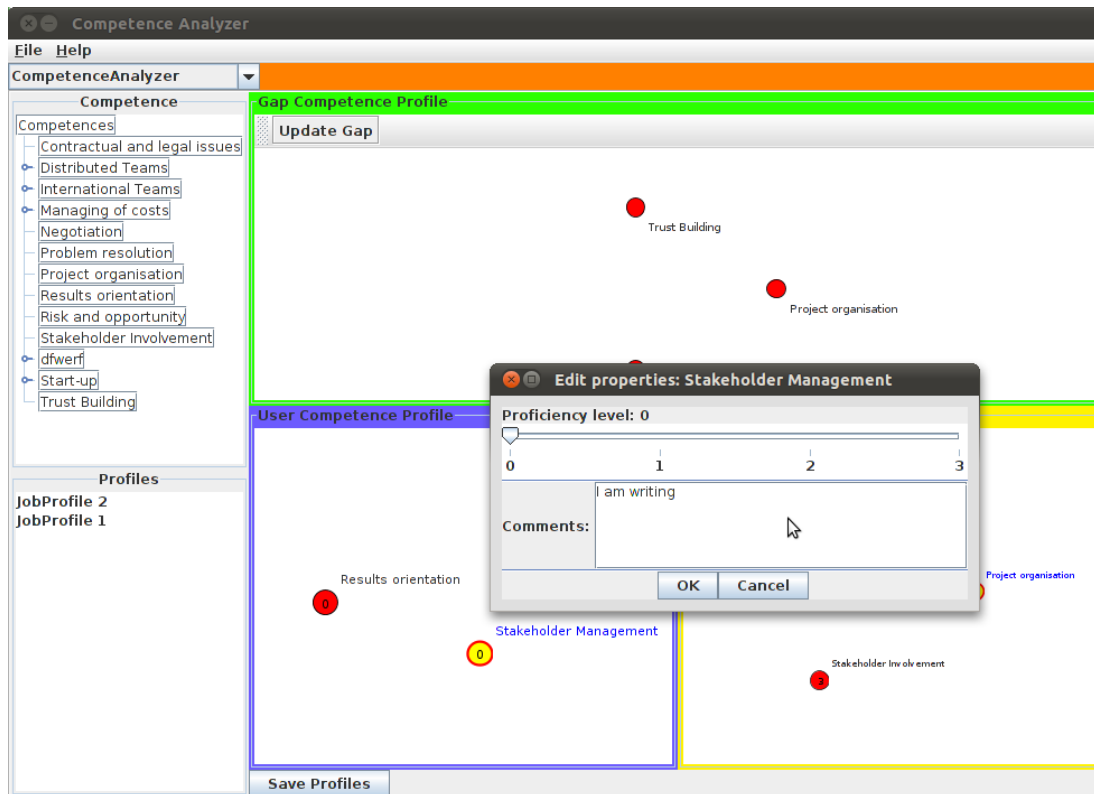 Competence Analyzer
File Help
CompetenceAnalyzer
Competence
Competences
Contractual and legal issues
Distributed Teams
International Teams
Managing of costs
Negotiation
Problem resolution
Project organisation
Results orientation
Risk and opportunity
Stakeholder Involvement
dfwerf
Start-up
Trust Building
Profiles
JobProfile 2
JobProfile 1
Gap Competence Profile
Update Gap
Trust Building
Project organisation
User Competence Profile
Results orientation
0
Stakeholder Management
0
Edit properties: Stakeholder Management
Proficiency level: 0
0 1 2 3
Comments:
I am writing
OK Cancel
Project organisation
Stakeholder Involvement
3
Save Profiles